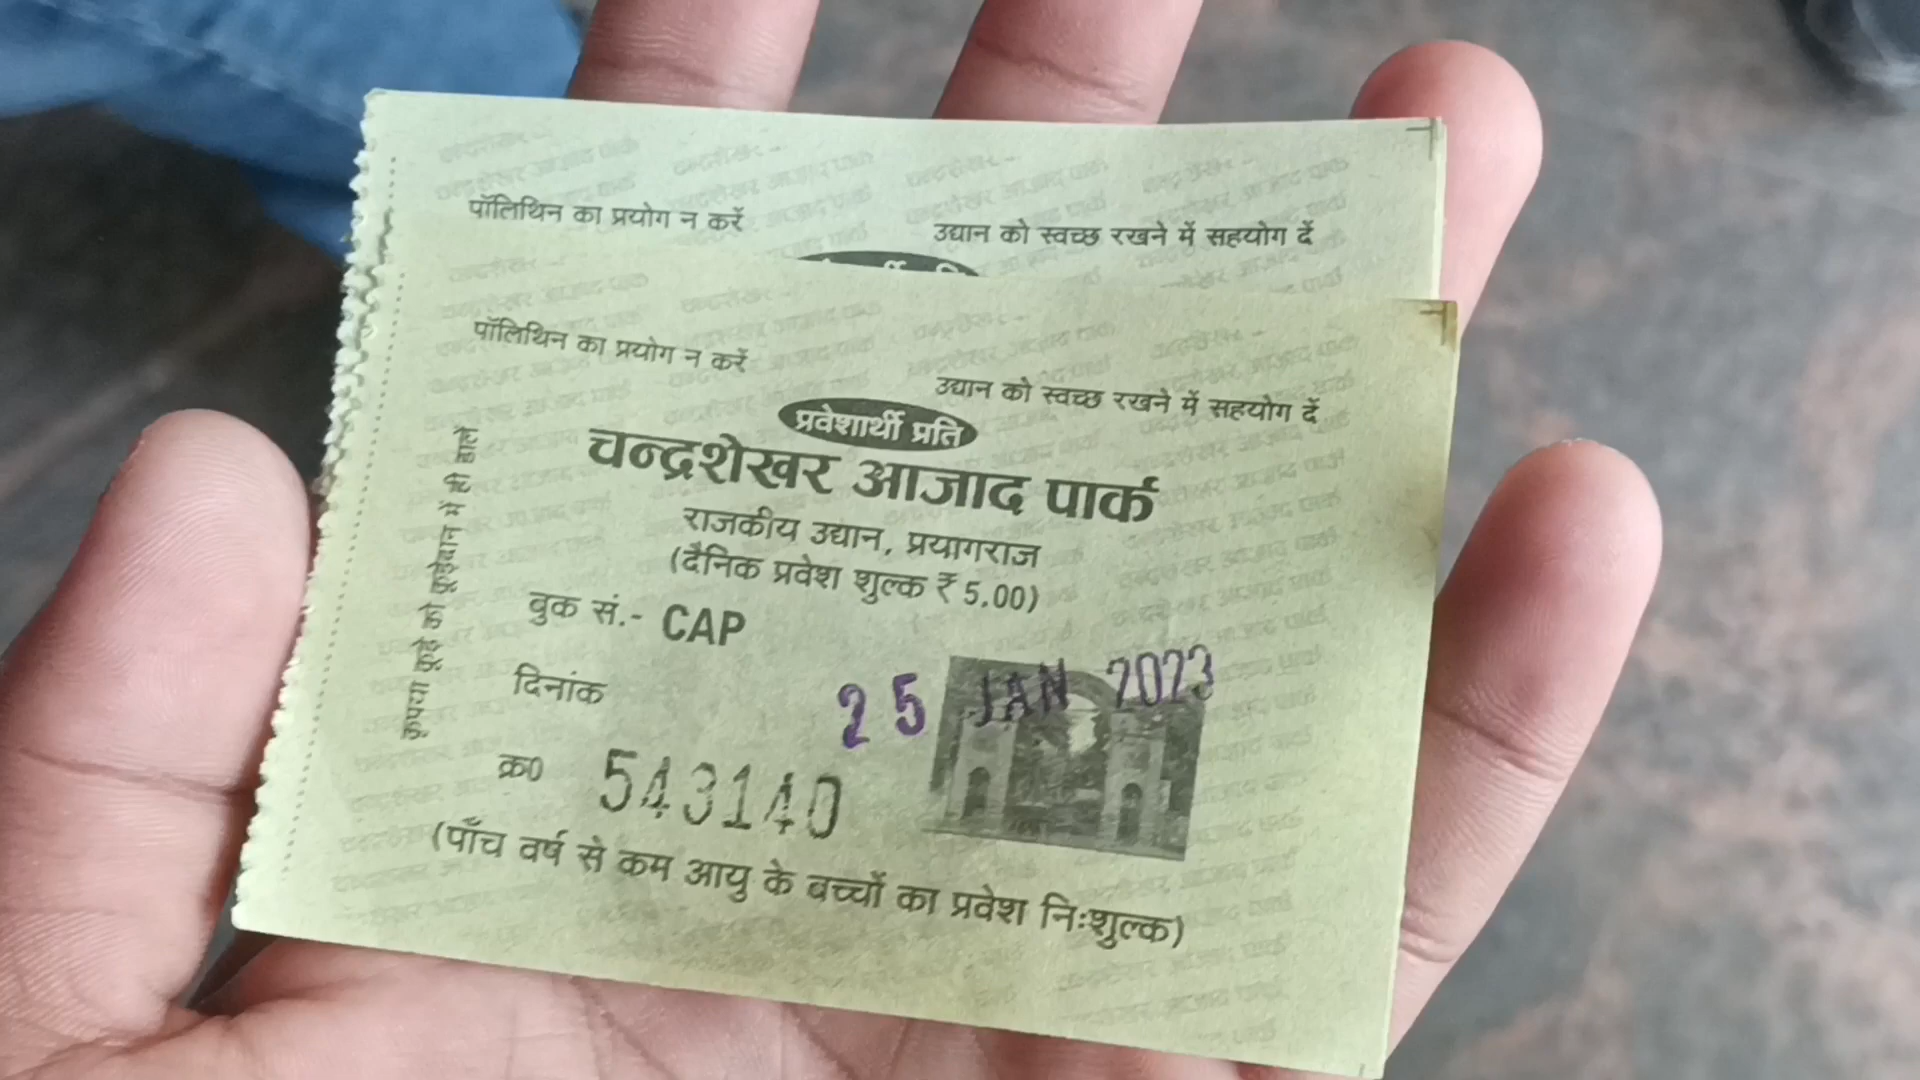 पॉलिथिन का प्रयोग न करें
उद्यान को स्वच्छ रखने में सहयोग दें
पॉलिथिन का प्रयोग न करें
उद्यान को स्वच्छ रखने में सहयोग दें
प्रवेशार्थी प्रति
चन्द्रशेखर आजाद पार्क
राजकीय उद्यान, प्रयागराज
(दैनिक प्रवेश शुल्क ₹ 5.00)
बुक सं.- CAP
दिनांक 25 JAN 2023
क्र0 543140
(पाँच वर्ष से कम आयु के बच्चों का प्रवेश निःशुल्क)
कृपया कूड़े को कूड़ेदान में ही डालें